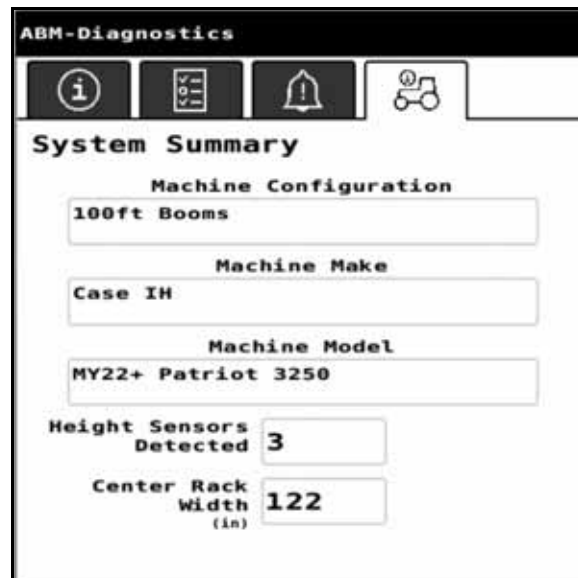 ABM-Diagnostics
System Summary
Machine Configuration
100ft Booms
Machine Make
Case IH
Machine Model
MY22+ Patriot 3250
Height Sensors
Detected
3
Center Rack
Width
(in)
122